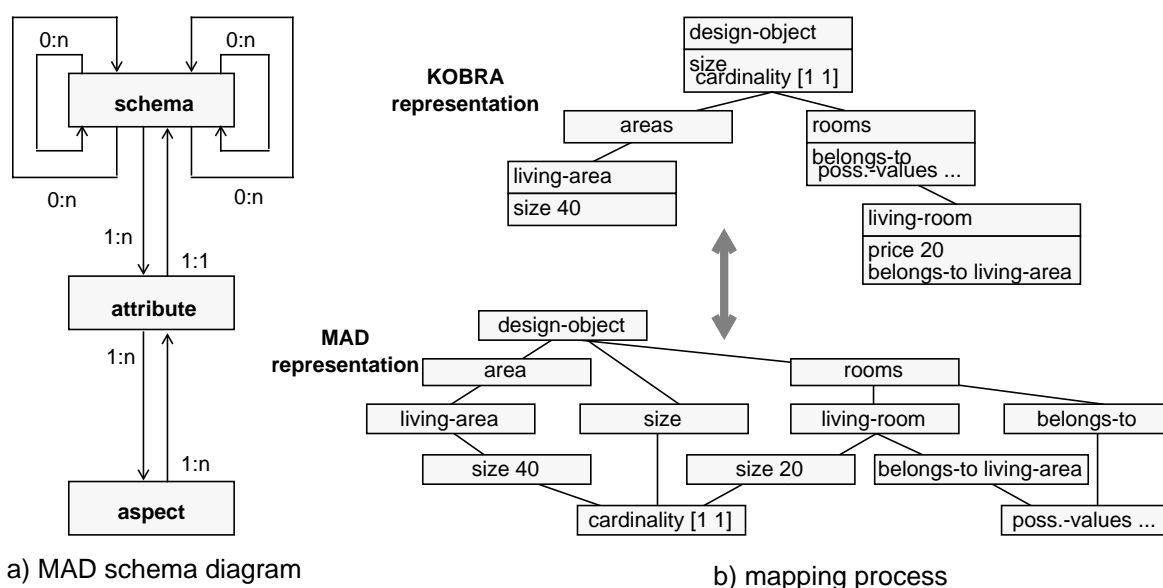 0:n
0:n
schema
0:n
0:n
1:n
1:1
attribute
1:n
1:n
aspect
a) MAD schema diagram
KOBRA
representation
design-object
size
cardinality [1 1]
areas
rooms
belongs-to
poss.-values ...
living-area
size 40
living-room
price 20
belongs-to living-area
MAD
representation
design-object
area
rooms
living-area
size
living-room
belongs-to
size 40
size 20
belongs-to living-area
cardinality [1 1]
poss.-values ...
b) mapping process